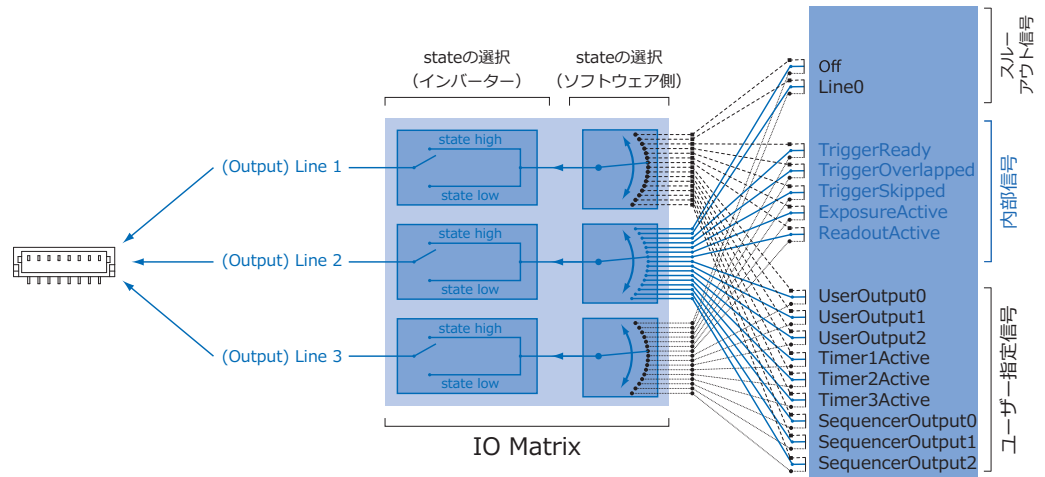 stateの選択
（インバーター）
stateの選択
（ソフトウェア側）
state high
state low
state high
state low
state high
state low
(Output) Line 1
(Output) Line 2
(Output) Line 3
IO Matrix
Off
Line0
TriggerReady
TriggerOverlapped
TriggerSkipped
ExposureActive
ReadoutActive
UserOutput0
UserOutput1
UserOutput2
Timer1Active
Timer2Active
Timer3Active
SequencerOutput0
SequencerOutput1
SequencerOutput2
スルー
アウト信号
内部信号
ユーザー指定信号